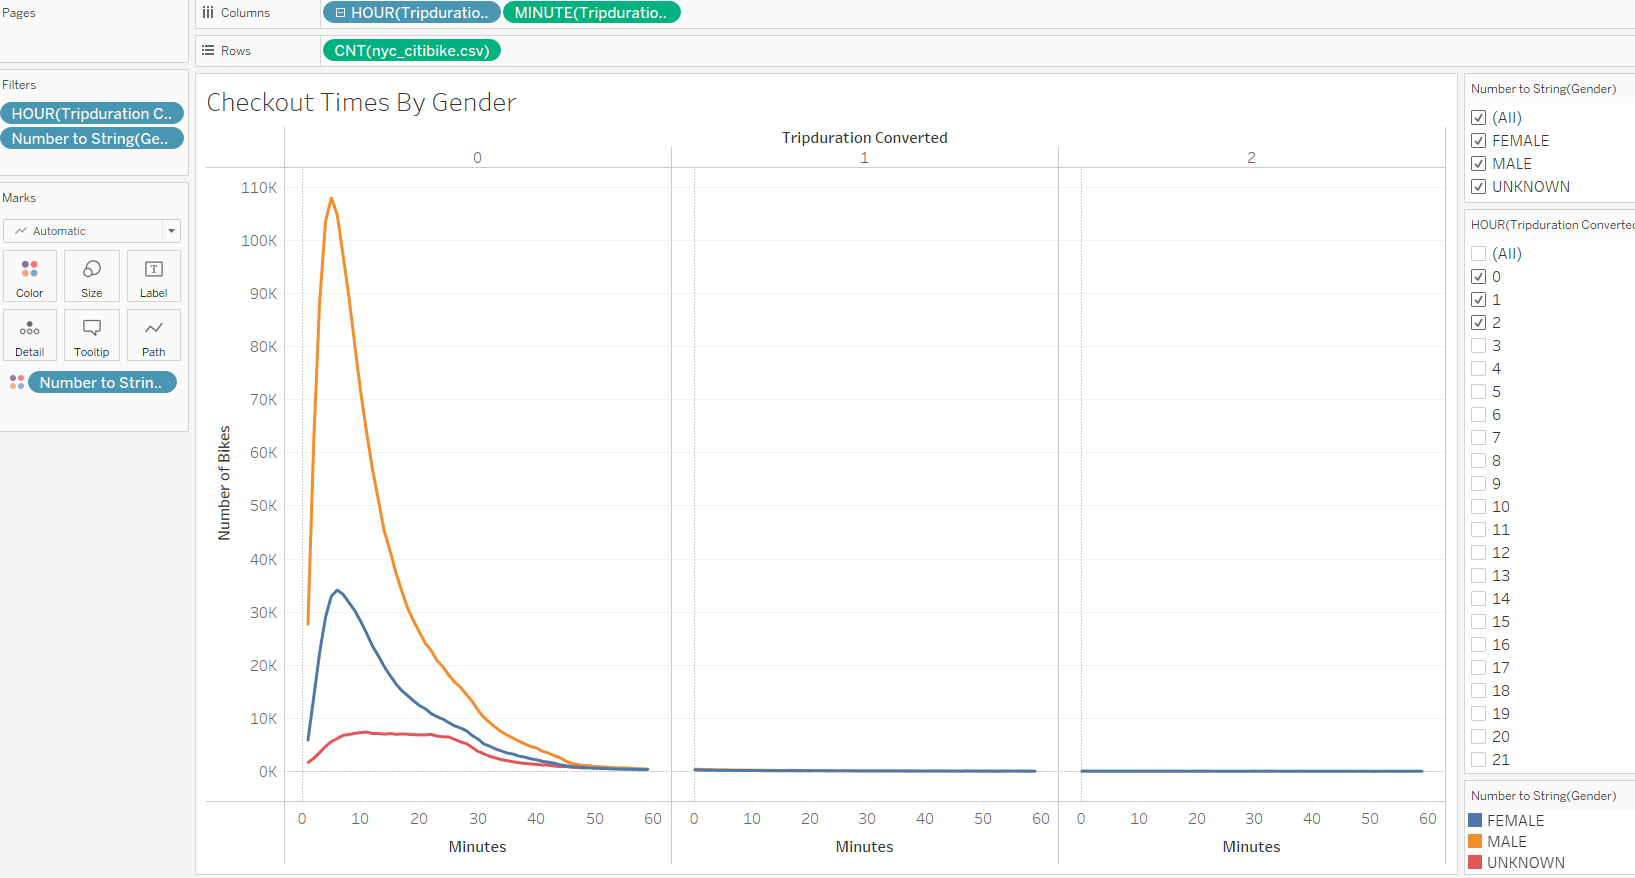 Pages
Columns
HOUR(Tripduratio..
MINUTE(Tripduratio..
Rows
CNT(nyc_citibike.csv)
Filters
HOUR(Tripduration C..
Number to String(Ge..
Marks
Automatic
Color
Size
Label
Detail
Tooltip
Path
Number to Strin..
Checkout Times By Gender
Tripduration Converted
0
1
2
110K
100K
90K
80K
70K
60K
50K
40K
30K
20K
10K
0K
Number of Bikes
0 10 20 30 40 50 60
0 10 20 30 40 50 60
0 10 20 30 40 50 60
Minutes
Minutes
Minutes
Number to String(Gender)
(All)
FEMALE
MALE
UNKNOWN
HOUR(Tripduration Converted
(All)
0
1
2
3
4
5
6
7
8
9
10
11
12
13
14
15
16
17
18
19
20
21
Number to String(Gender)
FEMALE
MALE
UNKNOWN